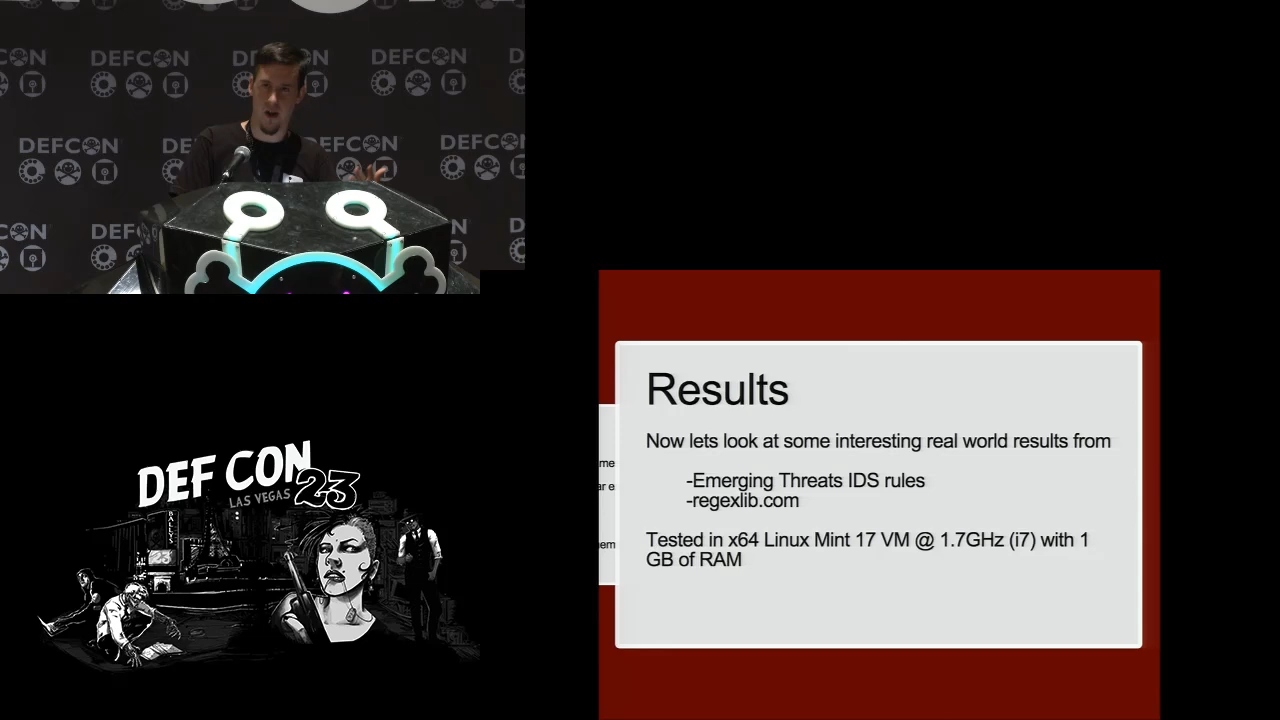 DEFCON DEFCON DEFCON DEFCON
DEFCON DEFCON DEFCON
DEFCON
DEF CON 23
LAS VEGAS
BALLYS
Results
Now lets look at some interesting real world results from
-Emerging Threats IDS rules
-regexlib.com
Tested in x64 Linux Mint 17 VM @ 1.7GHz (i7) with 1
GB of RAM